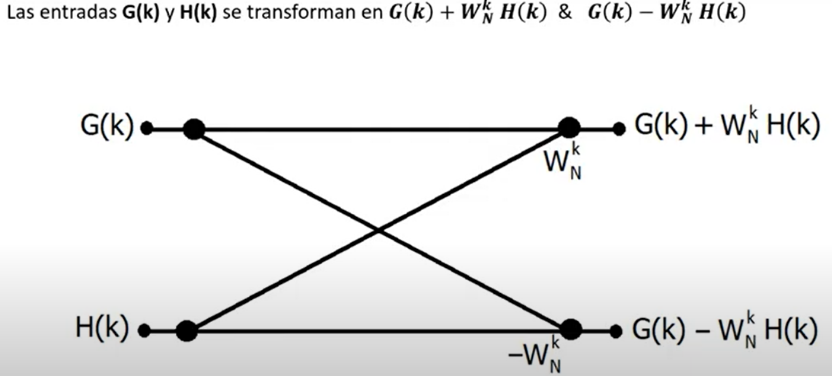 Las entradas G(k) y H(k) se transforman en G(k) + W_N^k H(k) & G(k) − W_N^k H(k)
G(k)
G(k) + W_N^k H(k)
W_N^k
H(k)
G(k) − W_N^k H(k)
−W_N^k